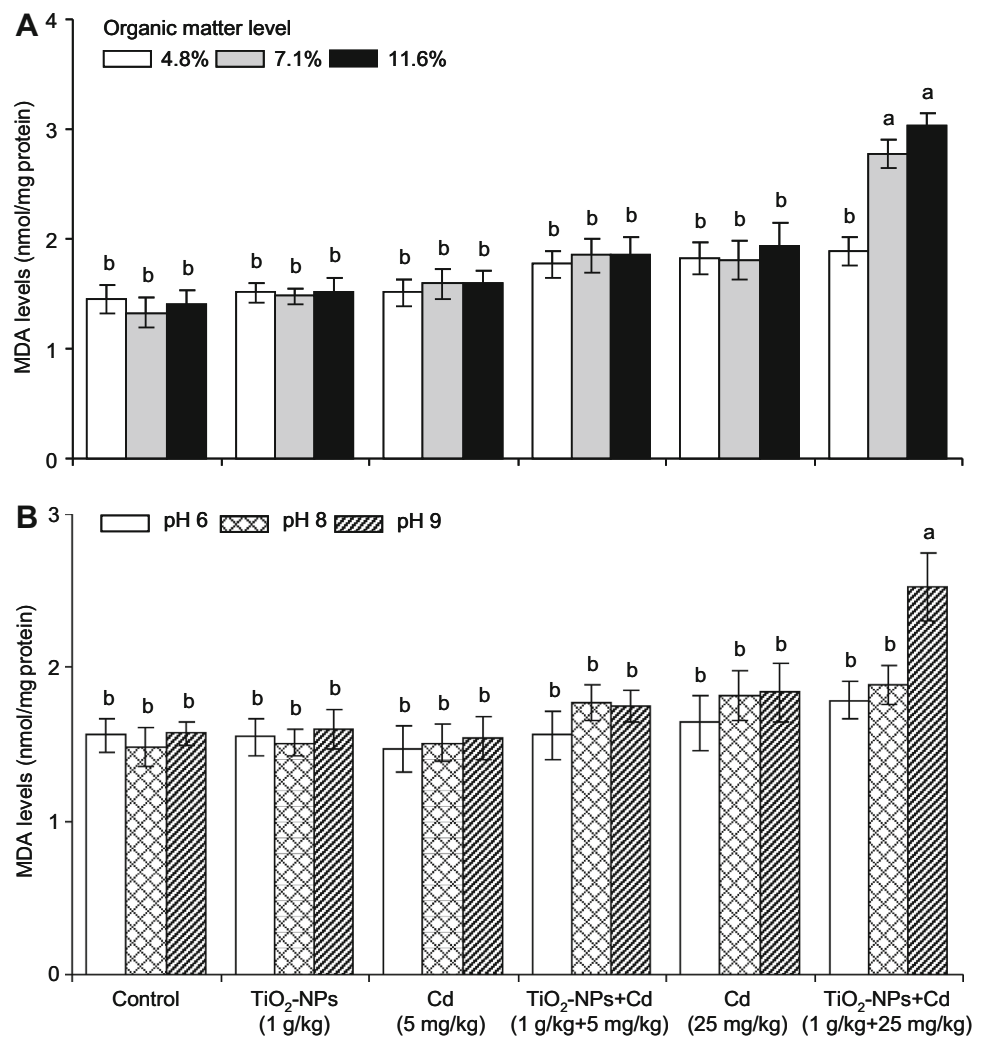 A
Organic matter level
4.8% 7.1% 11.6%
MDA levels (nmol/mg protein)
4
3
2
1
0
b b b b b b b b b b b b b b b b a a
B
pH 6 pH 8 pH 9
MDA levels (nmol/mg protein)
3
2
1
0
b b b b b b b b b b b b b b b b b a
Control TiO₂-NPs Cd TiO₂-NPs+Cd Cd TiO₂-NPs+Cd
(1 g/kg) (5 mg/kg) (1 g/kg+5 mg/kg) (25 mg/kg) (1 g/kg+25 mg/kg)